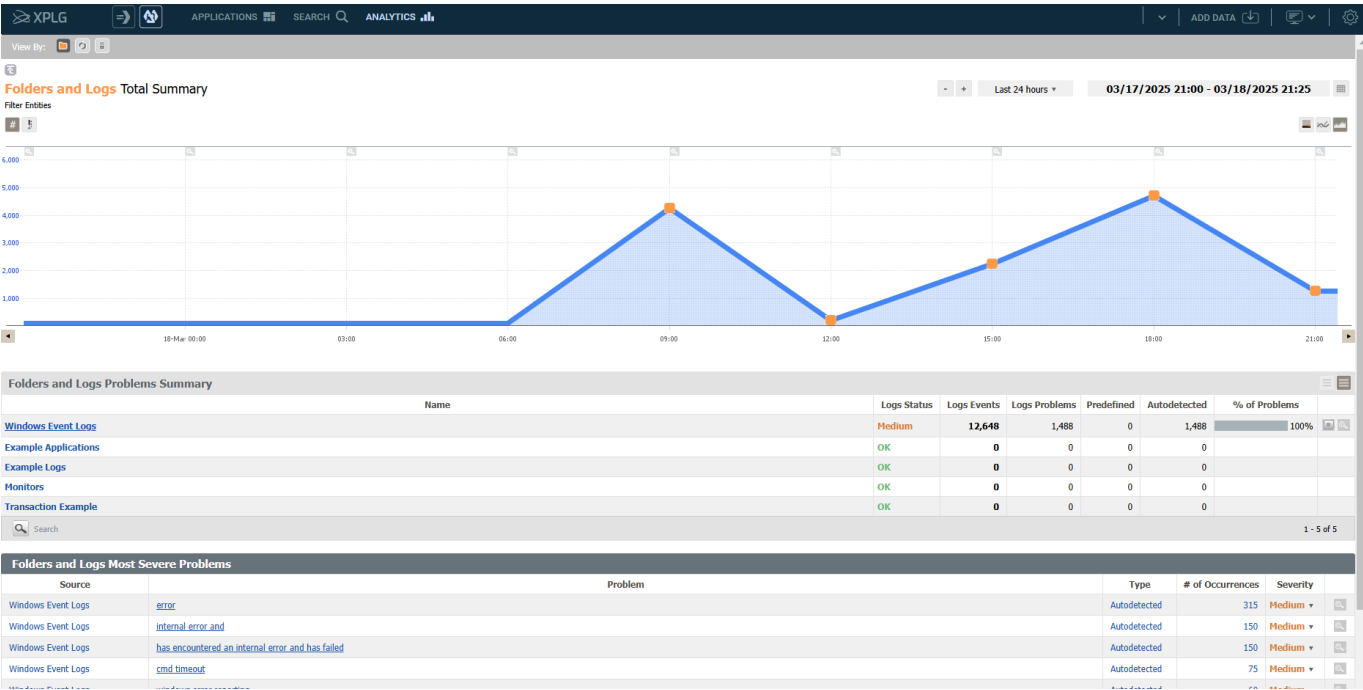 XPLG APPLICATIONS SEARCH ANALYTICS ADD DATA
View By:
Folders and Logs Total Summary - + Last 24 hours 03/17/2025 21:00 - 03/18/2025 21:25
Filter Entities
#
6,000
5,000
4,000
3,000
2,000
1,000
18-Mar 00:00 03:00 06:00 09:00 12:00 15:00 18:00 21:00
Folders and Logs Problems Summary
Name Logs Status Logs Events Logs Problems Predefined Autodetected % of Problems
Windows Event Logs Medium 12,648 1,488 0 1,488 100%
Example Applications OK 0 0 0 0
Example Logs OK 0 0 0 0
Monitors OK 0 0 0 0
Transaction Example OK 0 0 0 0
Search 1 - 5 of 5
Folders and Logs Most Severe Problems
Source Problem Type # of Occurrences Severity
Windows Event Logs error Autodetected 315 Medium
Windows Event Logs internal error and Autodetected 150 Medium
Windows Event Logs has encountered an internal error and has failed Autodetected 150 Medium
Windows Event Logs cmd timeout Autodetected 75 Medium
Windows Event Logs windows error reporting Autodetected Medium